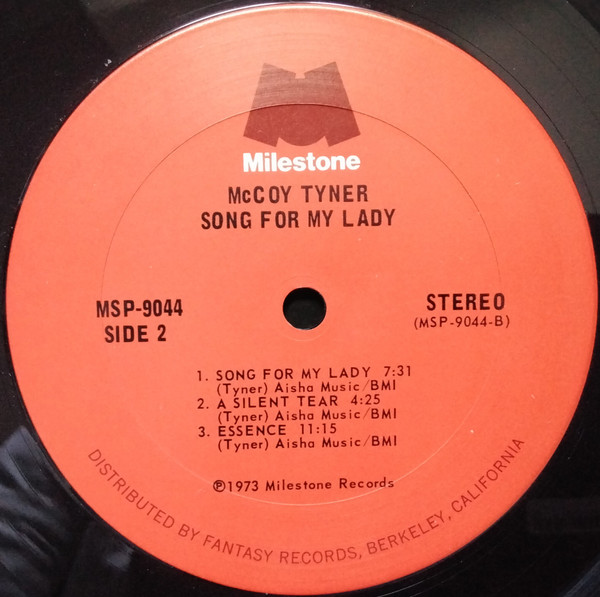 Milestone
McCOY TYNER
SONG FOR MY LADY
MSP-9044
SIDE 2
STEREO
(MSP-9044-B)
1. SONG FOR MY LADY 7:31
(Tyner) Aisha Music/BMI
2. A SILENT TEAR 4:25
(Tyner) Aisha Music/BMI
3. ESSENCE 11:15
(Tyner) Aisha Music/BMI
℗1973 Milestone Records
DISTRIBUTED BY FANTASY RECORDS, BERKELEY, CALIFORNIA